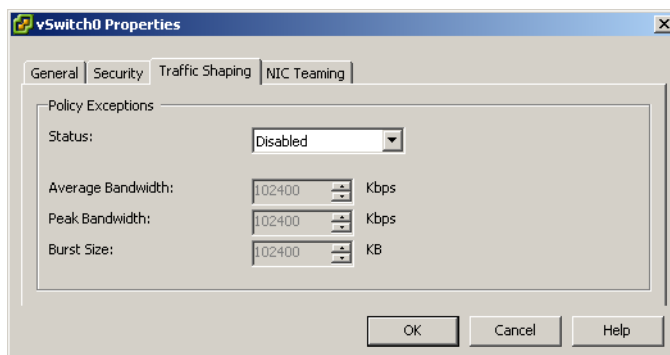 vSwitch0 Properties
General Security Traffic Shaping NIC Teaming
Policy Exceptions
Status: Disabled
Average Bandwidth: 102400 Kbps
Peak Bandwidth: 102400 Kbps
Burst Size: 102400 KB
OK Cancel Help